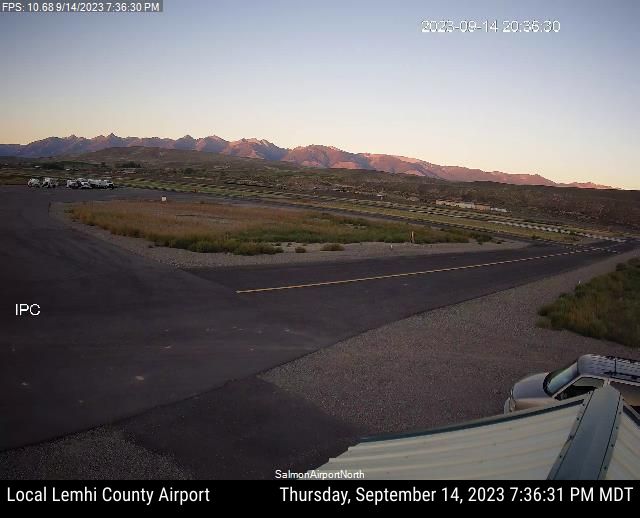 FPS: 10.68 9/14/2023 7:36:30 PM
2023-09-14 20:36:30
IPC
SalmonAirportNorth
Local Lemhi County Airport Thursday, September 14, 2023 7:36:31 PM MDT